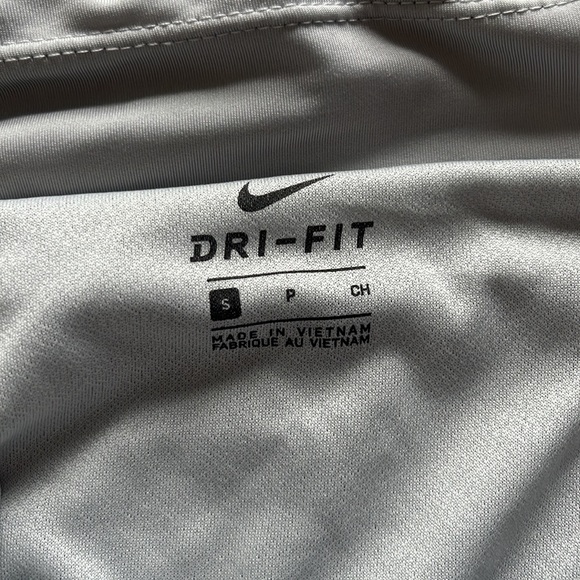 DRI-FIT
S P CH
MADE IN VIETNAM
FABRIQUE AU VIETNAM